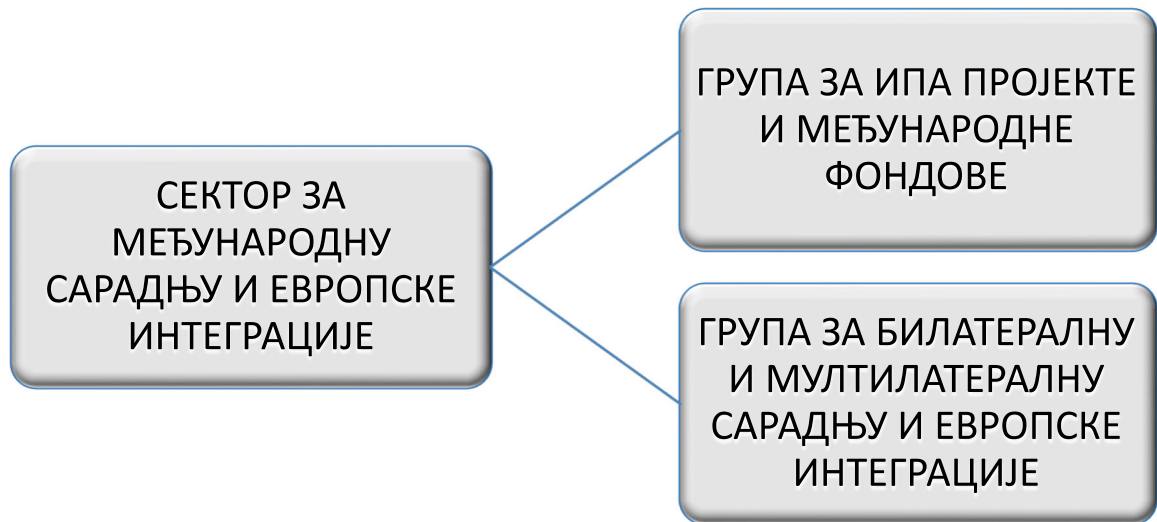 СЕКТОР ЗА
МЕЂУНАРОДНУ
САРАДЊУ И ЕВРОПСКЕ
ИНТЕГРАЦИЈЕ
ГРУПА ЗА ИПА ПРОЈЕКТЕ
И МЕЂУНАРОДНЕ
ФОНДОВЕ
ГРУПА ЗА БИЛАТЕРАЛНУ
И МУЛТИЛАТЕРАЛНУ
САРАДЊУ И ЕВРОПСКЕ
ИНТЕГРАЦИЈЕ